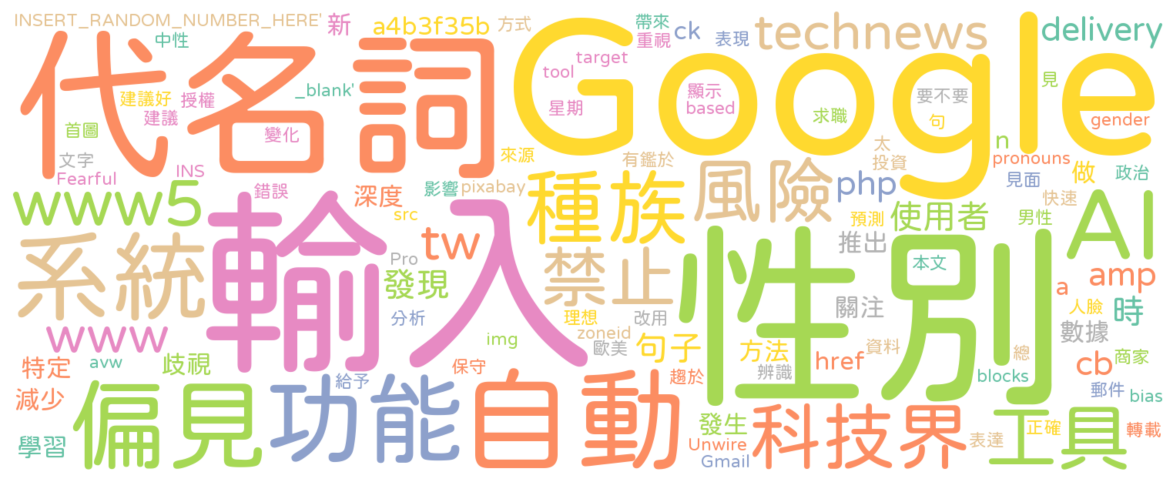 INSERT_RANDOM_NUMBER_HERE'
新
a4b3f35b
方式
帶來
重視
ck
表現
technews
delivery
中性
代名詞
Google
target
tool
_blank'
建議好
授權
建議
變化
首圖
星期
顯示
based
求職
要不要
句
見
gender
文字
Fearful
INS
來源
有鑑於
太
投資
n
pronouns
見面
做
政治
錯誤
深度
影響
pixabay
種族
風險
php
預測
使用者
男性
快速
www5
src
tw
AI
系統
輸入
Pro
發現
禁止
性別
推出
本文
a
amp
人臉
時
關注
數據
www
分析
img
理想
改用
zoneid
歐美
句子
方法
辨識
資料
href
總
cb
商家
avw
特定
歧視
保守
給予
趨於
blocks
郵件
bias
減少
偏見
功能
自動
發生
科技界
工具
學習
Unwire
Gmail
表達
正確
轉載